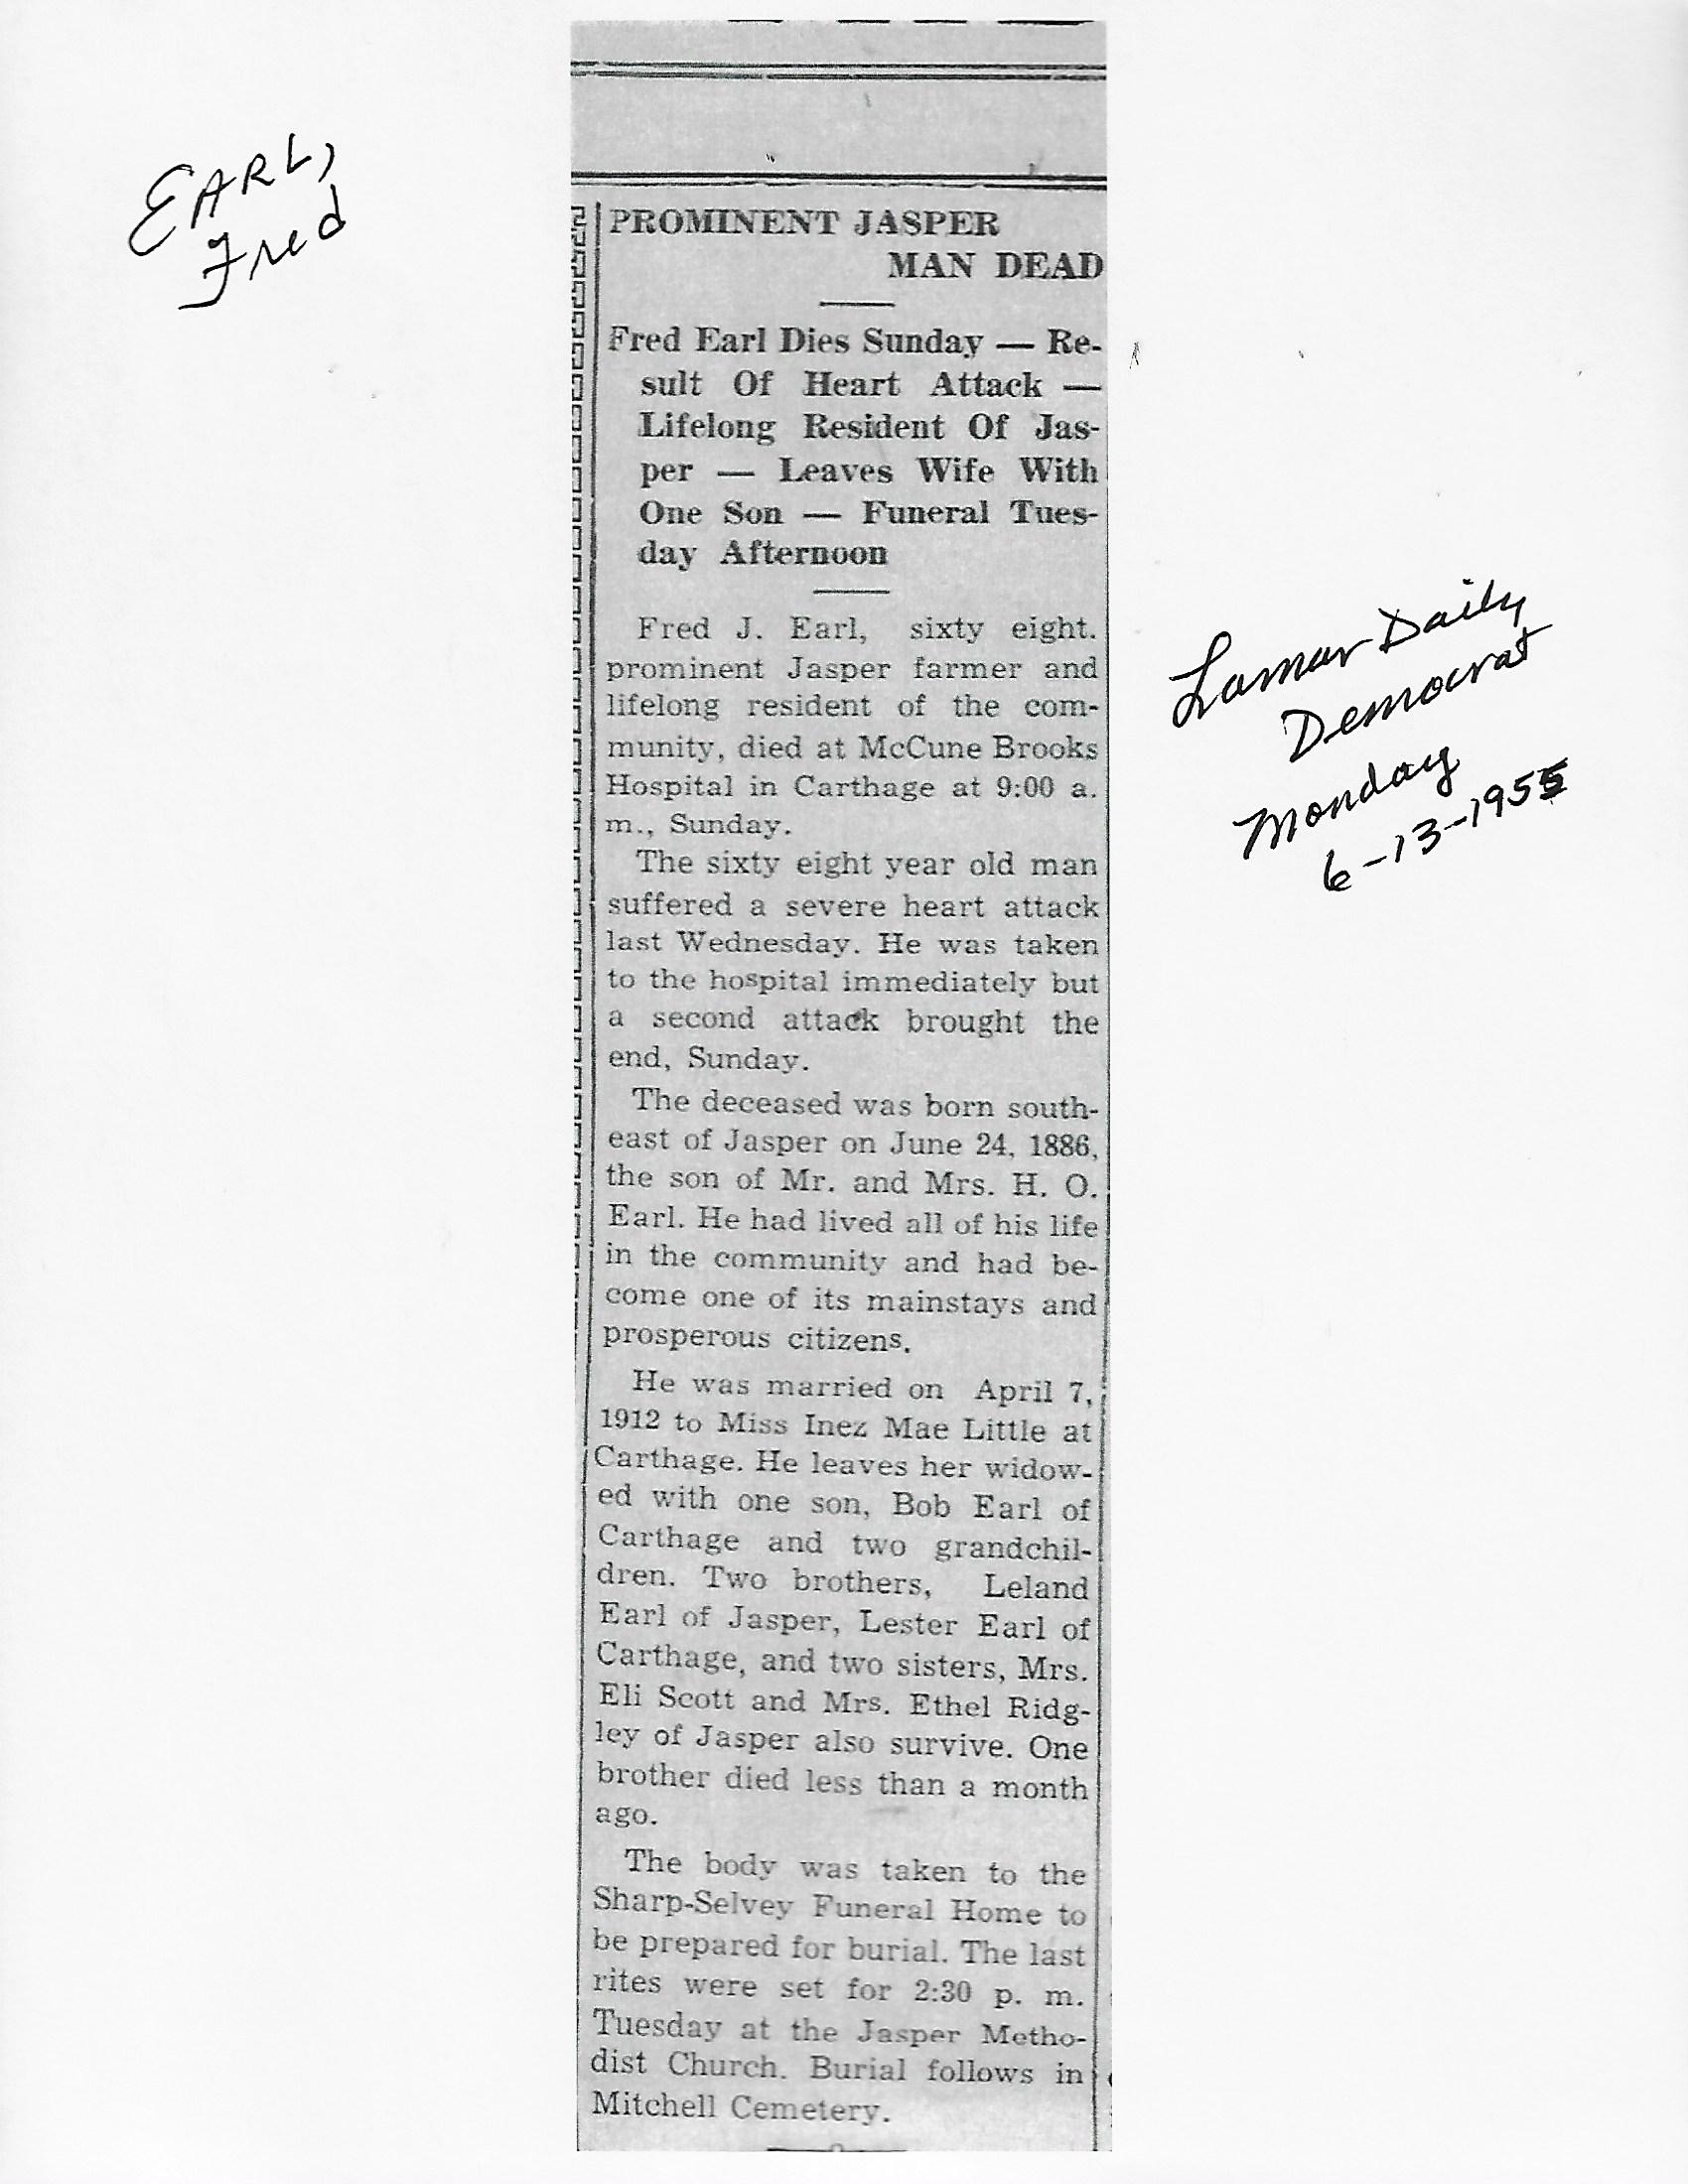 EARL,
Fred
PROMINENT JASPER
MAN DEAD
Fred Earl Dies Sunday — Re-
sult Of Heart Attack —
Lifelong Resident Of Jas-
per — Leaves Wife With
One Son — Funeral Tues-
day Afternoon
Fred J. Earl, sixty eight.
prominent Jasper farmer and
lifelong resident of the com-
munity, died at McCune Brooks
Hospital in Carthage at 9:00 a.
m., Sunday.
The sixty eight year old man
suffered a severe heart attack
last Wednesday. He was taken
to the hospital immediately but
a second attack brought the
end, Sunday.
The deceased was born south-
east of Jasper on June 24, 1886,
the son of Mr. and Mrs. H. O.
Earl. He had lived all of his life
in the community and had be-
come one of its mainstays and
prosperous citizens.
He was married on April 7,
1912 to Miss Inez Mae Little at
Carthage. He leaves her widow-
ed with one son, Bob Earl of
Carthage and two grandchil-
dren. Two brothers, Leland
Earl of Jasper, Lester Earl of
Carthage, and two sisters, Mrs.
Eli Scott and Mrs. Ethel Ridg-
ley of Jasper also survive. One
brother died less than a month
ago.
The body was taken to the
Sharp-Selvey Funeral Home to
be prepared for burial. The last
rites were set for 2:30 p. m.
Tuesday at the Jasper Metho-
dist Church. Burial follows in
Mitchell Cemetery.
Lamar Daily
Democrat
Monday
6-13-1955